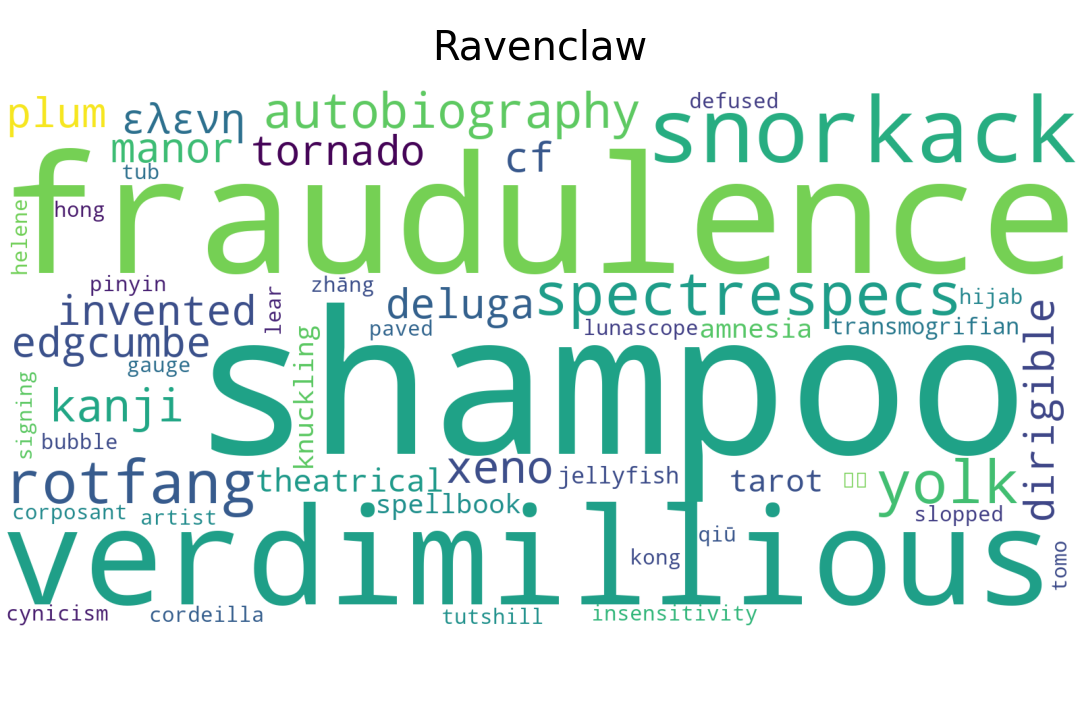 Ravenclaw
plum ελενη autobiography defused snorkack
manor tornado cf
tub
fraudulence
helene hong
pinyin zhāng spectrespecs hijab
invented lear deluga
edgcumbe paved lunascope amnesia transmogrifian
gauge knuckling shampoo dirigible
signing kanji
bubble
rotfang theatrical xeno jellyfish tarot yolk
corposant artist spellbook slopped
verdimillious qiū kong tomo
cynicism cordeilla tutshill insensitivity